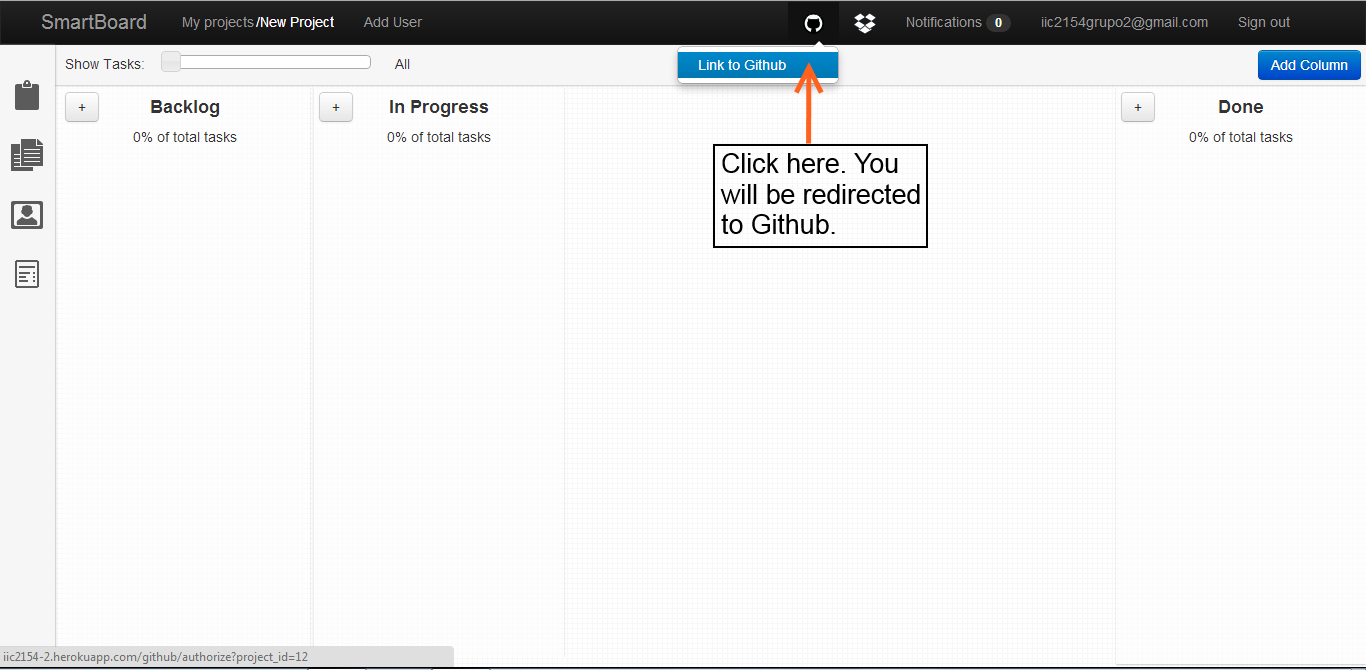 SmartBoard My projects/New Project Add User Notifications 0 iic2154grupo2@gmail.com Sign out
Show Tasks: All Link to Github Add Column
+ Backlog + In Progress + Done
0% of total tasks 0% of total tasks 0% of total tasks
Click here. You
will be redirected
to Github.
iic2154-2.herokuapp.com/github/authorize?project_id=12